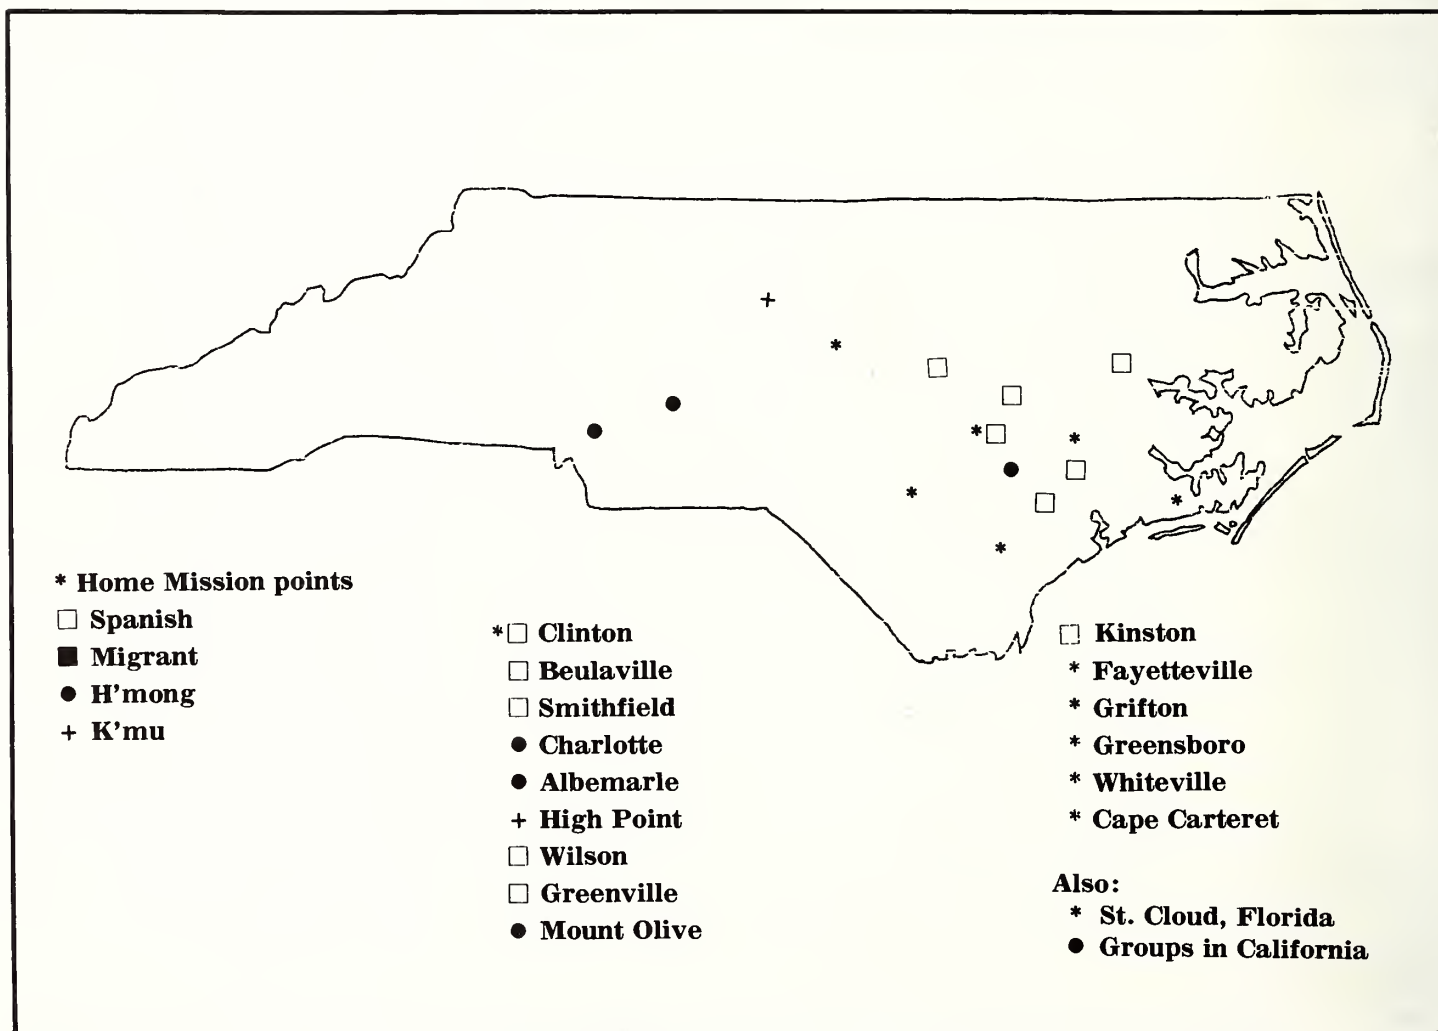 * Home Mission points
□ Spanish
■ Migrant
● H'mong
+ K'mu
*□ Clinton
□ Beulaville
□ Smithfield
● Charlotte
● Albemarle
+ High Point
□ Wilson
□ Greenville
● Mount Olive
□ Kinston
* Fayetteville
* Grifton
* Greensboro
* Whiteville
* Cape Carteret
Also:
* St. Cloud, Florida
● Groups in California